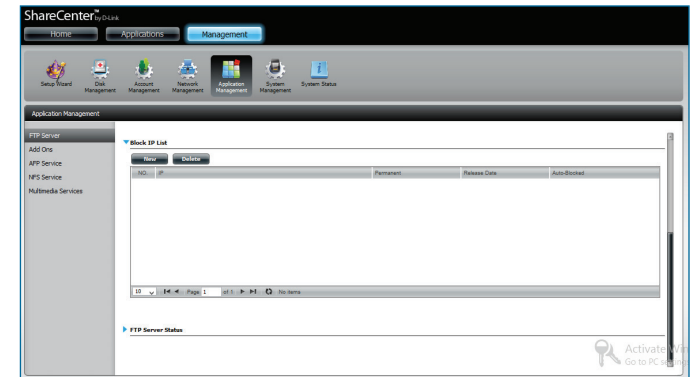 ShareCenter™ by D-Link
Home Applications Management
Setup Wizard Disk Management Account Management Network Management Application Management System Management System Status
Application Management
FTP Server
Add Ons
AFP Service
NFS Service
Multimedia Services
Block IP List
New Delete
NO. IP Permanent Release Date Auto-Blocked
10 Page 1 of 1 No items
FTP Server Status
Activate Win
Go to PC settings